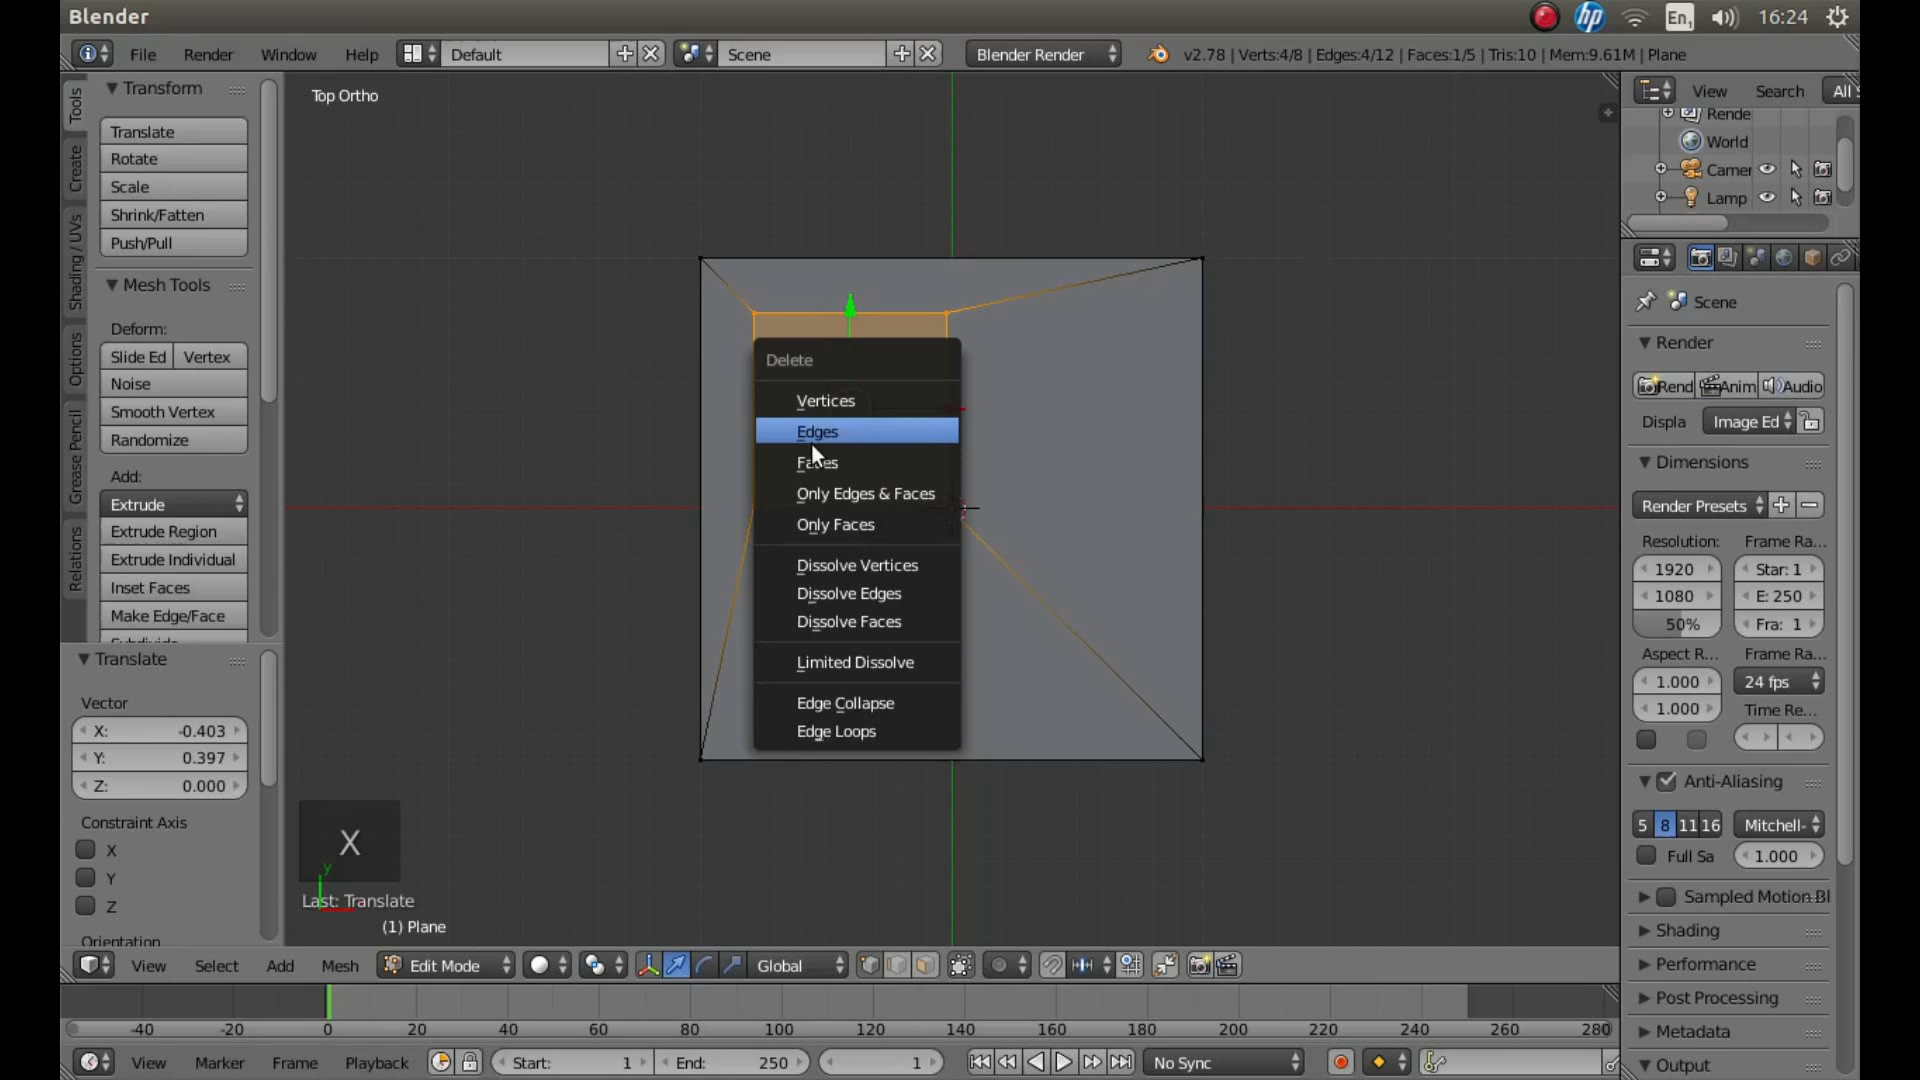 Blender
En1
16:24
File
Render
Window
Help
Default
Scene
Blender Render
v2.78 | Verts:4/8 | Edges:4/12 | Faces:1/5 | Tris:10 | Mem:9.61M | Plane
Tools
Create
Shading / UVs
Options
Grease Pencil
Relations
Transform
Translate
Rotate
Scale
Shrink/Fatten
Push/Pull
Mesh Tools
Deform:
Slide Ed
Vertex
Noise
Smooth Vertex
Randomize
Add:
Extrude
Extrude Region
Extrude Individual
Inset Faces
Make Edge/Face
Translate
Vector
X: -0.403
Y: 0.397
Z: 0.000
Constraint Axis
X
Y
Z
Orientation
Top Ortho
Delete
Vertices
Edges
Faces
Only Edges & Faces
Only Faces
Dissolve Vertices
Dissolve Edges
Dissolve Faces
Limited Dissolve
Edge Collapse
Edge Loops
X
y
Last: Translate
(1) Plane
View
Search
All
Rende
World
Camer
Lamp
Scene
Render
Rend
Anim
Audio
Displa
Image Ed
Dimensions
Render Presets
Resolution:
Frame Ra...
1920
Star: 1
1080
E: 250
50%
Fra: 1
Aspect R...
Frame Ra...
1.000
24 fps
1.000
Time Re...
Anti-Aliasing
5 8 11 16
Mitchell-
Full Sa
1.000
Sampled Motion Bl
Shading
Performance
Post Processing
Metadata
Output
View
Select
Add
Mesh
Edit Mode
Global
-40 -20 0 20 40 60 80 100 120 140 160 180 200 220 240 260 280
View
Marker
Frame
Playback
Start: 1
End: 250
1
No Sync